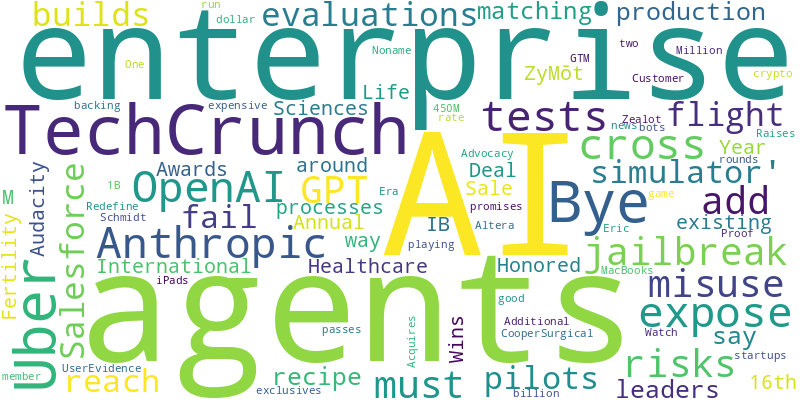 run
builds
enterprise
evaluations
matching
production
dollar
Noname
GTM
two
Million
One
ZyMōt
Customer
crypto
Life
backing
expensive
Sciences
450M
TechCrunch
tests
flight
rate
Zealot
news
bots
Raises
cross
Year
Awards
around
Advocacy
Deal
rounds
simulator'
M
Audacity
OpenAI
GPT
AI
Sale
Bye
add
game
1B
Era
Redefine
processes
promises
Schmidt
fail
Annual
IB
Altera
existing
Eric
Proof
Salesforce
Anthropic
way
playing
jailbreak
Fertility
International
Healthcare
Honored
MacBooks
iPads
agents
good
misuse
Uber
expose
Additional
passes
Wins
CooperSurgical
Watch
say
Acquires
risks
startups
UserEvidence
member
reach
recipe
must
pilots
leaders
16th
exclusives
billion